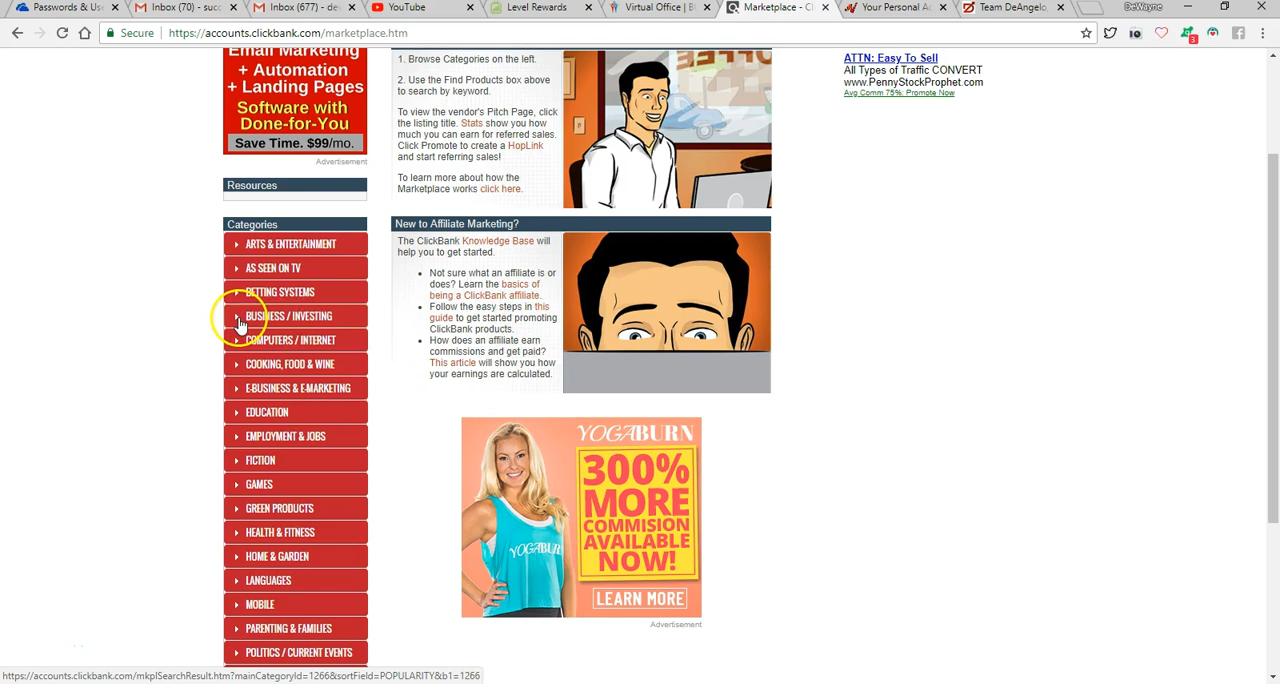 Passwords & Us
Inbox (70) - succ
Inbox (677) - de
YouTube
Level Rewards
Virtual Office | B
Marketplace - Cl
Your Personal A
Team DeAngelo
DeWayne
Secure
https://accounts.clickbank.com/marketplace.htm
3
Email Marketing
+ Automation
+ Landing Pages
Software with
Done-for-You
Save Time. $99/mo.
Advertisement
Resources
Categories
ARTS & ENTERTAINMENT
AS SEEN ON TV
BETTING SYSTEMS
BUSINESS / INVESTING
COMPUTERS / INTERNET
COOKING, FOOD & WINE
E-BUSINESS & E-MARKETING
EDUCATION
EMPLOYMENT & JOBS
FICTION
GAMES
GREEN PRODUCTS
HEALTH & FITNESS
HOME & GARDEN
LANGUAGES
MOBILE
PARENTING & FAMILIES
POLITICS / CURRENT EVENTS
1. Browse Categories on the left.
2. Use the Find Products box above
to search by keyword.
To view the vendor's Pitch Page, click
the listing title. Stats show you how
much you can earn for referred sales.
Click Promote to create a HopLink
and start referring sales!
To learn more about how the
Marketplace works click here.
New to Affiliate Marketing?
The ClickBank Knowledge Base will
help you to get started.
• Not sure what an affiliate is or
does? Learn the basics of
being a ClickBank affiliate.
• Follow the easy steps in this
guide to get started promoting
ClickBank products.
• How does an affiliate earn
commissions and get paid?
This article will show you how
your earnings are calculated.
YOGABURN
300%
MORE
COMMISION
AVAILABLE
NOW!
LEARN MORE
YOGABURN
Advertisement
ATTN: Easy To Sell
All Types of Traffic CONVERT
www.PennyStockProphet.com
Avg Comm 75%: Promote Now
https://accounts.clickbank.com/mkplSearchResult.htm?mainCategoryId=1266&sortField=POPULARITY&b1=1266